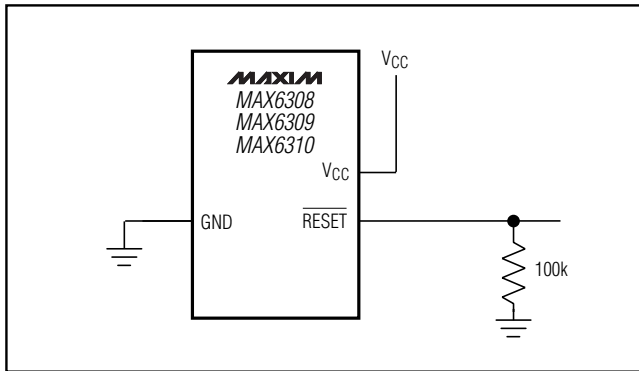 VCC
MAXIM
MAX6308
MAX6309
MAX6310
VCC
GND
RESET
100k